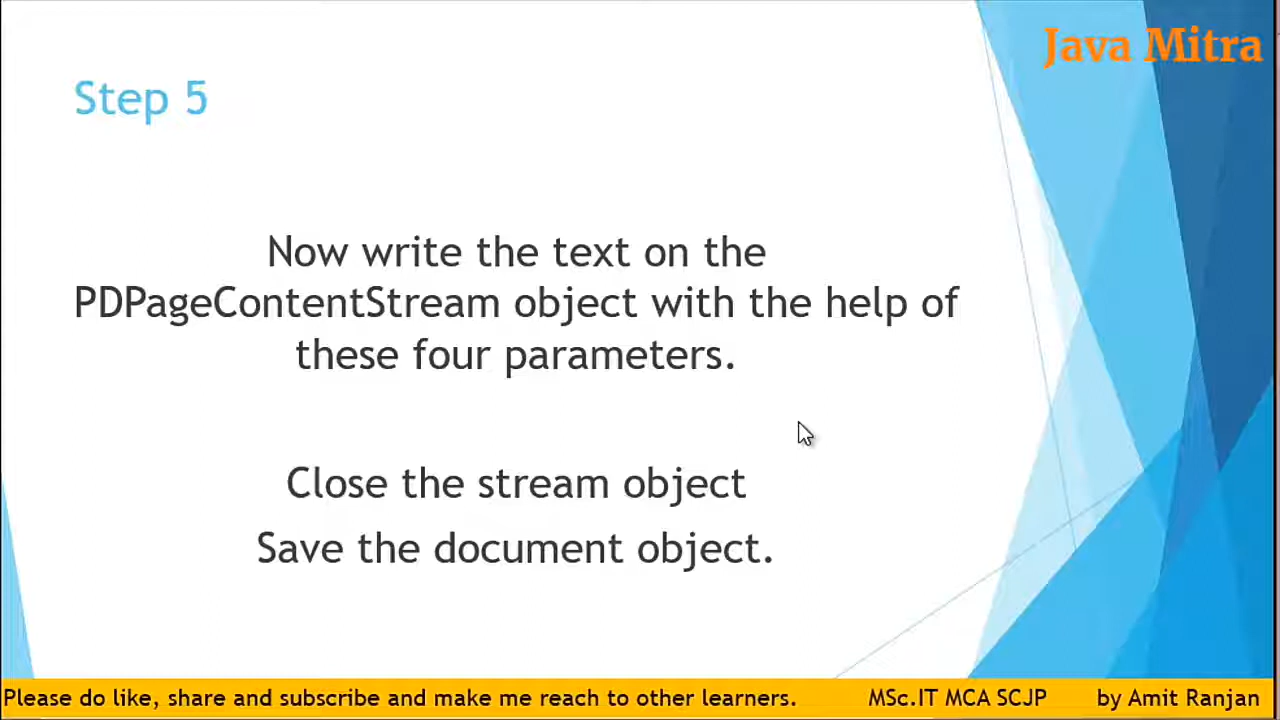 Java Mitra
Step 5
Now write the text on the
PDPageContentStream object with the help of
these four parameters.
Close the stream object
Save the document object.
Please do like, share and subscribe and make me reach to other learners. MSc.IT MCA SCJP by Amit Ranjan